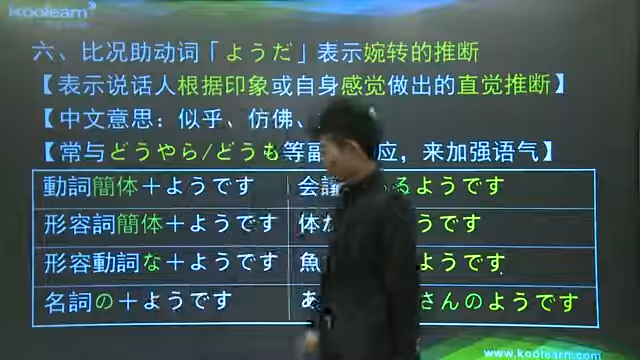 koolearn
六、比况助动词「ようだ」表示婉转的推断
【表示说话人根据印象或自身感觉做出的直觉推断】
【中文意思：似乎、仿佛、
【常与どうやら/どうも等副 应，来加强语气】
動詞簡体＋ようです 会議 るようです
形容詞簡体＋ようです 体 うです
形容動詞な＋ようです 魚 ようです
名詞の＋ようです あ さんのようです
www.koolearn.com